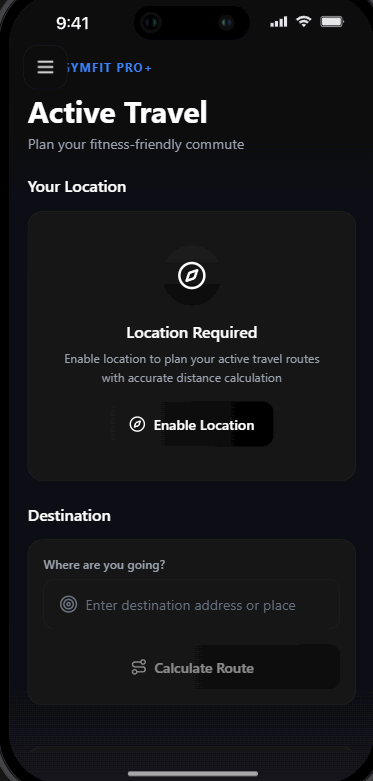 9:41
GYMFIT PRO+
Active Travel
Plan your fitness-friendly commute
Your Location
Location Required
Enable location to plan your active travel routes
with accurate distance calculation
Enable Location
Destination
Where are you going?
Enter destination address or place
Calculate Route